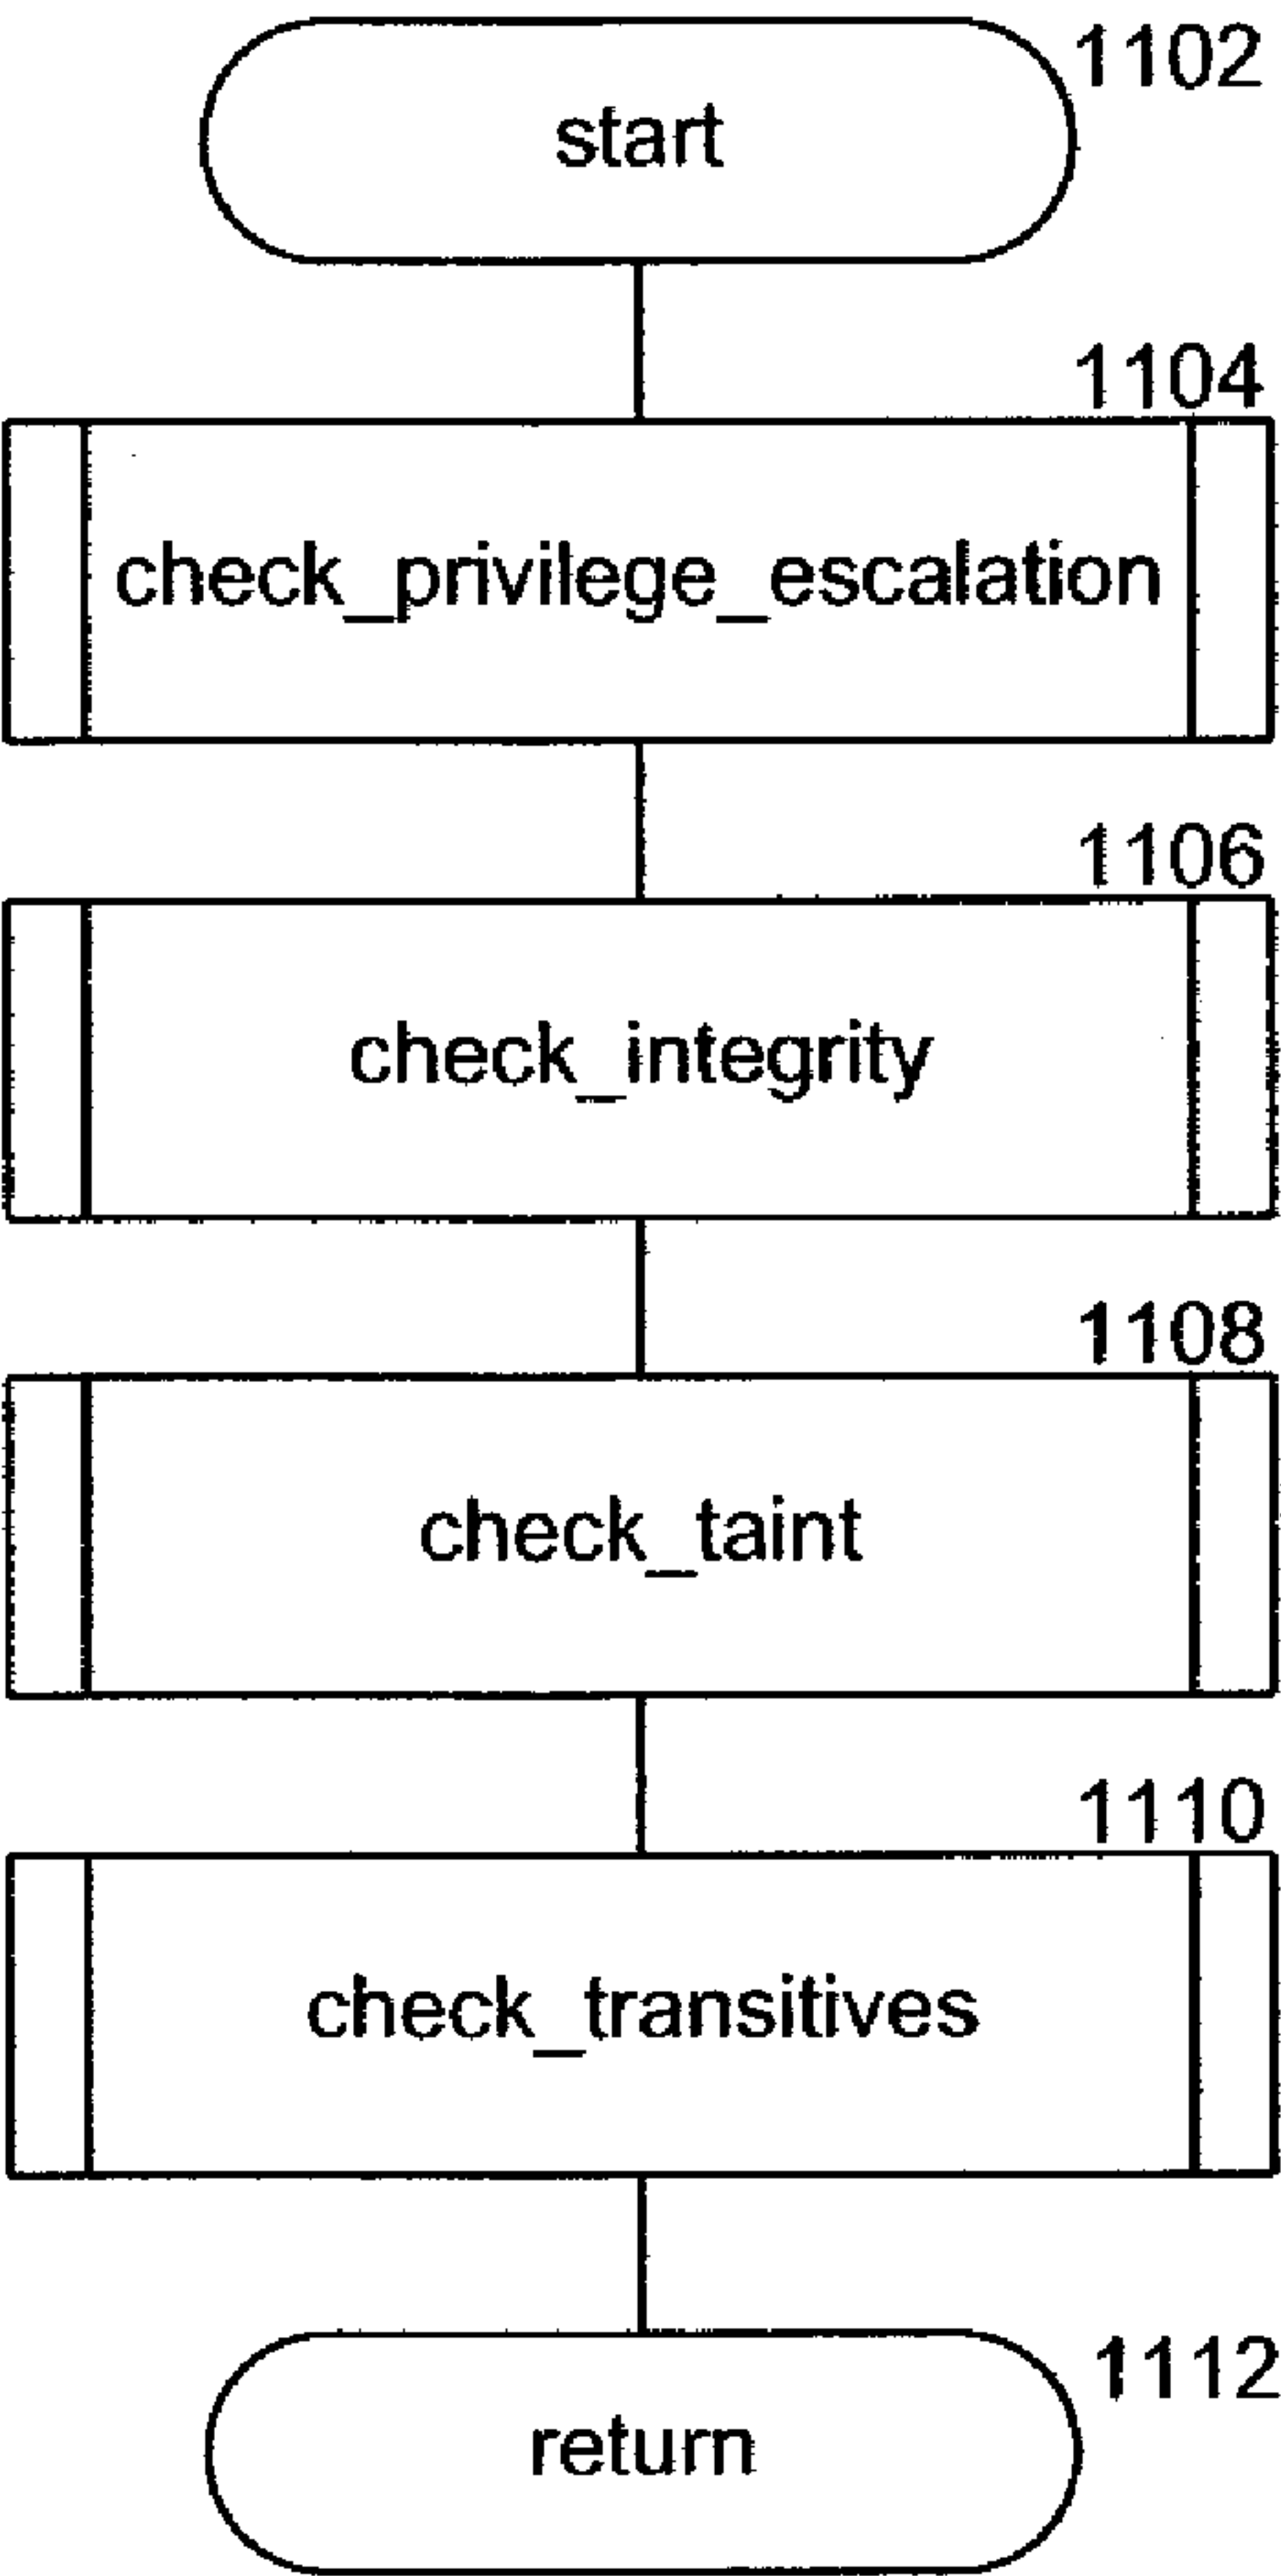 1102
start
1104
check_privilege_escalation
1106
check_integrity
1108
check_taint
1110
check_transitives
1112
return